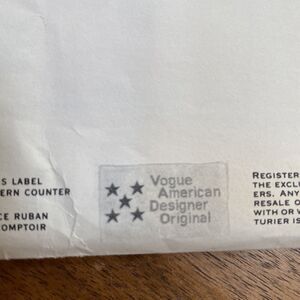 S LABEL
ERN COUNTER
CE RUBAN
COMPTOIR
Vogue
American
Designer
Original
REGISTER
THE EXCLU
ERS. ANY
RESALE O
WITH OR W
TURIER IS